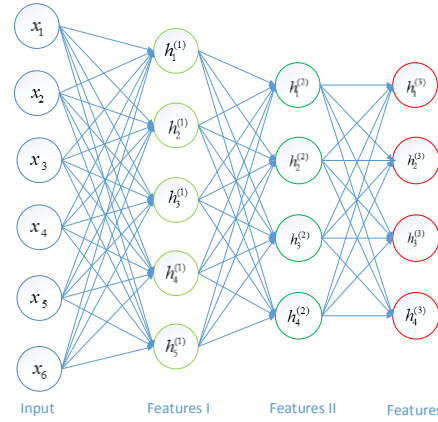 x₁
x₂
x₃
x₄
x₅
x₆
h₁⁽¹⁾
h₂⁽¹⁾
h₃⁽¹⁾
h₄⁽¹⁾
h₅⁽¹⁾
h₁⁽²⁾
h₂⁽²⁾
h₃⁽²⁾
h₄⁽²⁾
h₁⁽³⁾
h₂⁽³⁾
h₃⁽³⁾
h₄⁽³⁾
Input Features I Features II Features